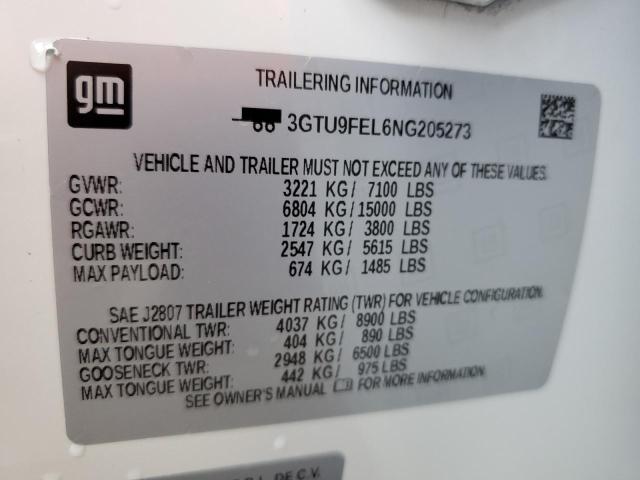 gm
TRAILERING INFORMATION
3GTU9FEL6NG205273
VEHICLE AND TRAILER MUST NOT EXCEED ANY OF THESE VALUES.
GVWR: 3221 KG/ 7100 LBS
GCWR: 6804 KG/15000 LBS
RGAWR: 1724 KG/ 3800 LBS
CURB WEIGHT: 2547 KG/ 5615 LBS
MAX PAYLOAD: 674 KG/ 1485 LBS
SAE J2807 TRAILER WEIGHT RATING (TWR) FOR VEHICLE CONFIGURATION.
CONVENTIONAL TWR: 4037 KG/ 8900 LBS
MAX TONGUE WEIGHT: 404 KG/ 890 LBS
GOOSENECK TWR: 2948 KG/ 6500 LBS
MAX TONGUE WEIGHT: 442 KG/ 975 LBS
SEE OWNER'S MANUAL FOR MORE INFORMATION.
DE C.V.